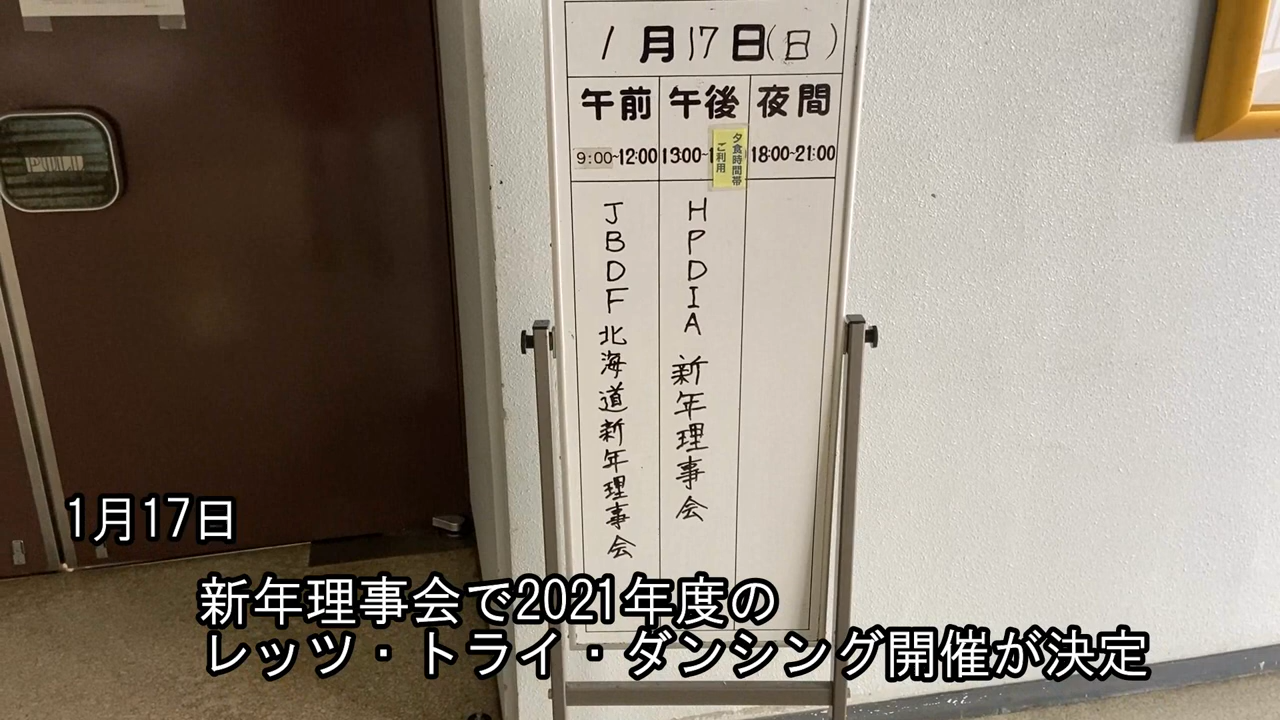 1月17日(日)
午前 午後 夜間
9:00~12:00 13:00~1 18:00~21:00
夕食時間帯
ご利用
JBDF北海道新年理事会
HPDIA新年理事会
PULL
1月17日
新年理事会で2021年度の
レッツ・トライ・ダンシング開催が決定